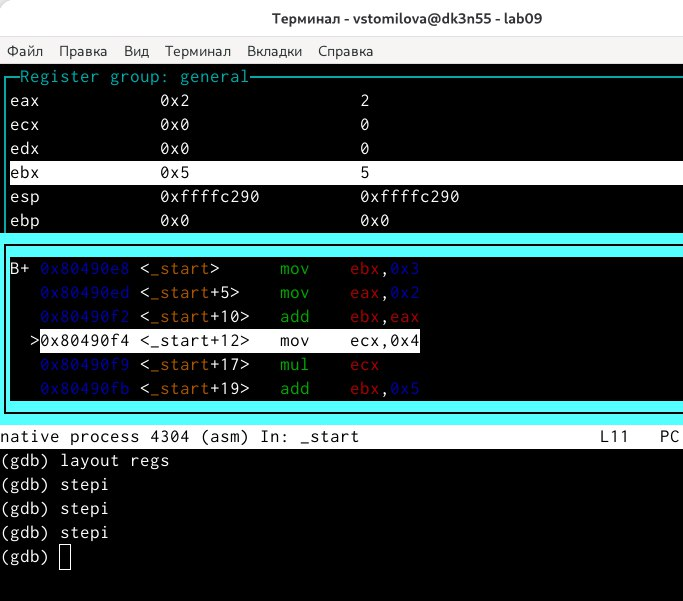 Терминал - vstomilova@dk3n55 - lab09
Файл Правка Вид Терминал Вкладки Справка
Register group: general
eax 0x2 2
ecx 0x0 0
edx 0x0 0
ebx 0x5 5
esp 0xffffc290 0xffffc290
ebp 0x0 0x0
B+ 0x80490e8 <_start> mov ebx,0x3
0x80490ed <_start+5> mov eax,0x2
0x80490f2 <_start+10> add ebx,eax
>0x80490f4 <_start+12> mov ecx,0x4
0x80490f9 <_start+17> mul ecx
0x80490fb <_start+19> add ebx,0x5
native process 4304 (asm) In: _start L11 PC
(gdb) layout regs
(gdb) stepi
(gdb) stepi
(gdb) stepi
(gdb)